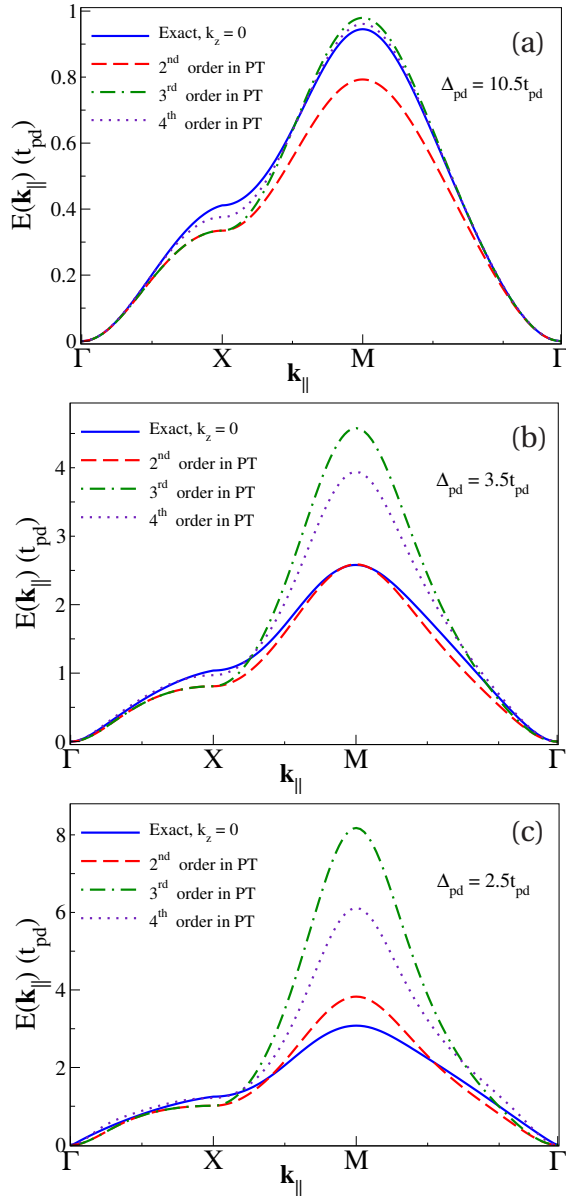 (a)
Exact, k_z = 0
2^nd order in PT
3^rd order in PT
4^th order in PT
Δ_pd = 10.5t_pd
E(k_||) (t_pd)
1
0.8
0.6
0.4
0.2
0
Γ X M Γ
k_||
(b)
Exact, k_z = 0
2^nd order in PT
3^rd order in PT
4^th order in PT
Δ_pd = 3.5t_pd
E(k_||) (t_pd)
4
3
2
1
0
Γ X M Γ
k_||
(c)
Exact, k_z = 0
2^nd order in PT
3^rd order in PT
4^th order in PT
Δ_pd = 2.5t_pd
E(k_||) (t_pd)
8
6
4
2
0
Γ X M Γ
k_||